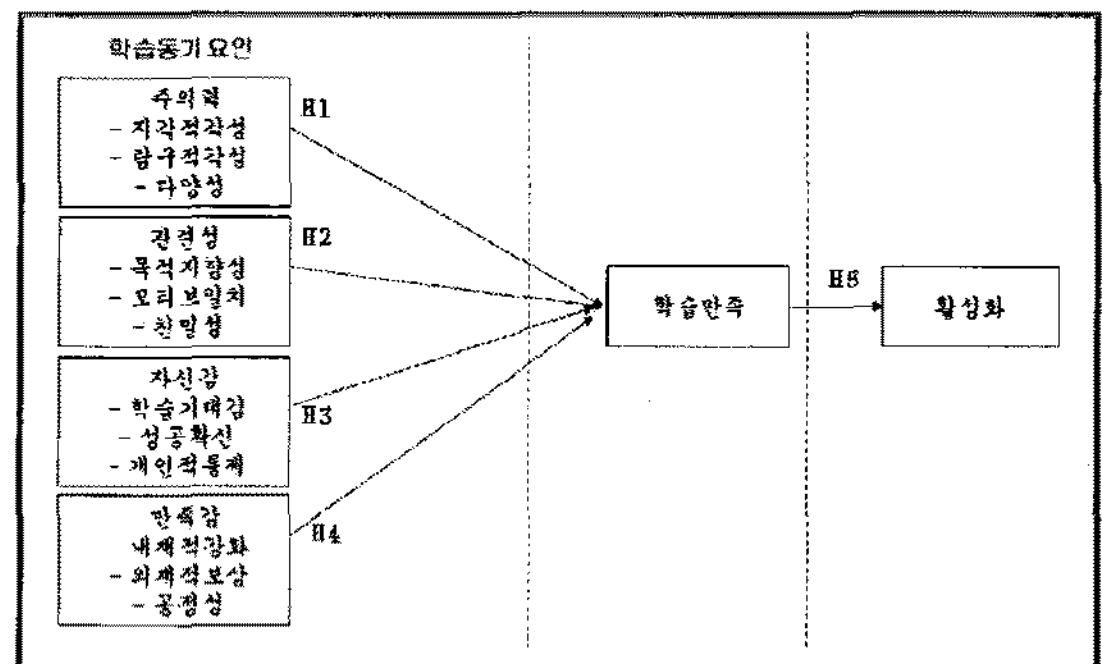 학습동기 요인
주의력
- 지각적각성
- 탐구적각성
- 다양성
H1
관련성
- 목적지향성
- 모티브일치
- 친밀성
H2
자신감
- 학습기대감
- 성공확신
- 개인적통제
H3
만족감
내재적강화
- 외재적보상
- 공정성
H4
학습만족
H5
활성화